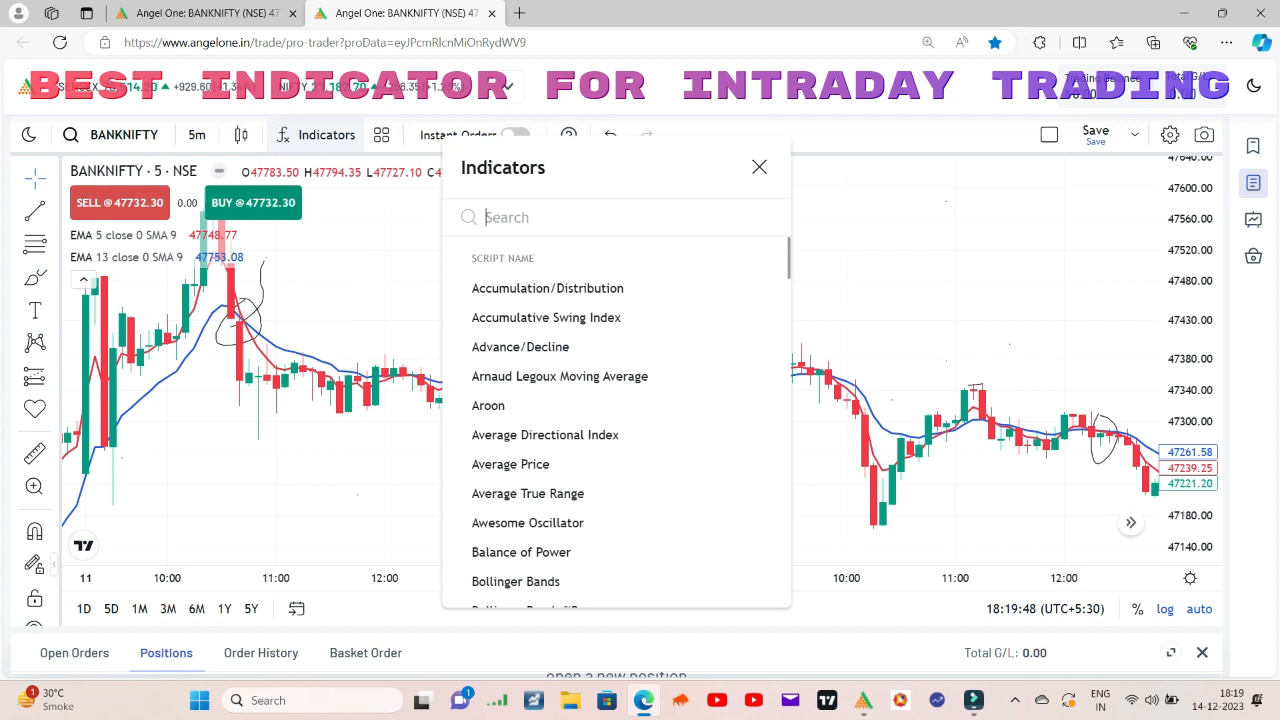 Angel One: BANKNIFTY (NSE) 47
Angel One: BANKNIFTY (NSE) 47
https://www.angelone.in/trade/pro-trader?proData=eyJPcmRlcnMiOnRydWV9
BEST INDICATOR FOR INTRADAY TRADING
BANKNIFTY
5m
Indicators
Instant Orders
Save
Save
BANKNIFTY · 5 · NSE
O47783.50 H47794.35 L47727.10 C4
SELL @ 47732.30
0.00
BUY @ 47732.30
EMA 5 close 0 SMA 9 47748.77
EMA 13 close 0 SMA 9 47753.08
Indicators
Search
SCRIPT NAME
Accumulation/Distribution
Accumulative Swing Index
Advance/Decline
Arnaud Legoux Moving Average
Aroon
Average Directional Index
Average Price
Average True Range
Awesome Oscillator
Balance of Power
Bollinger Bands
47640.00
47600.00
47560.00
47520.00
47480.00
47430.00
47380.00
47340.00
47300.00
47261.58
47239.25
47221.20
47180.00
47140.00
11 10:00 11:00 12:00 10:00 11:00 12:00
1D 5D 1M 3M 6M 1Y 5Y
18:19:48 (UTC+5:30) % log auto
Open Orders Positions Order History Basket Order
Total G/L: 0.00
open a new position
1
30°C
Smoke
Search
1
ENG
IN
18:19
14-12-2023